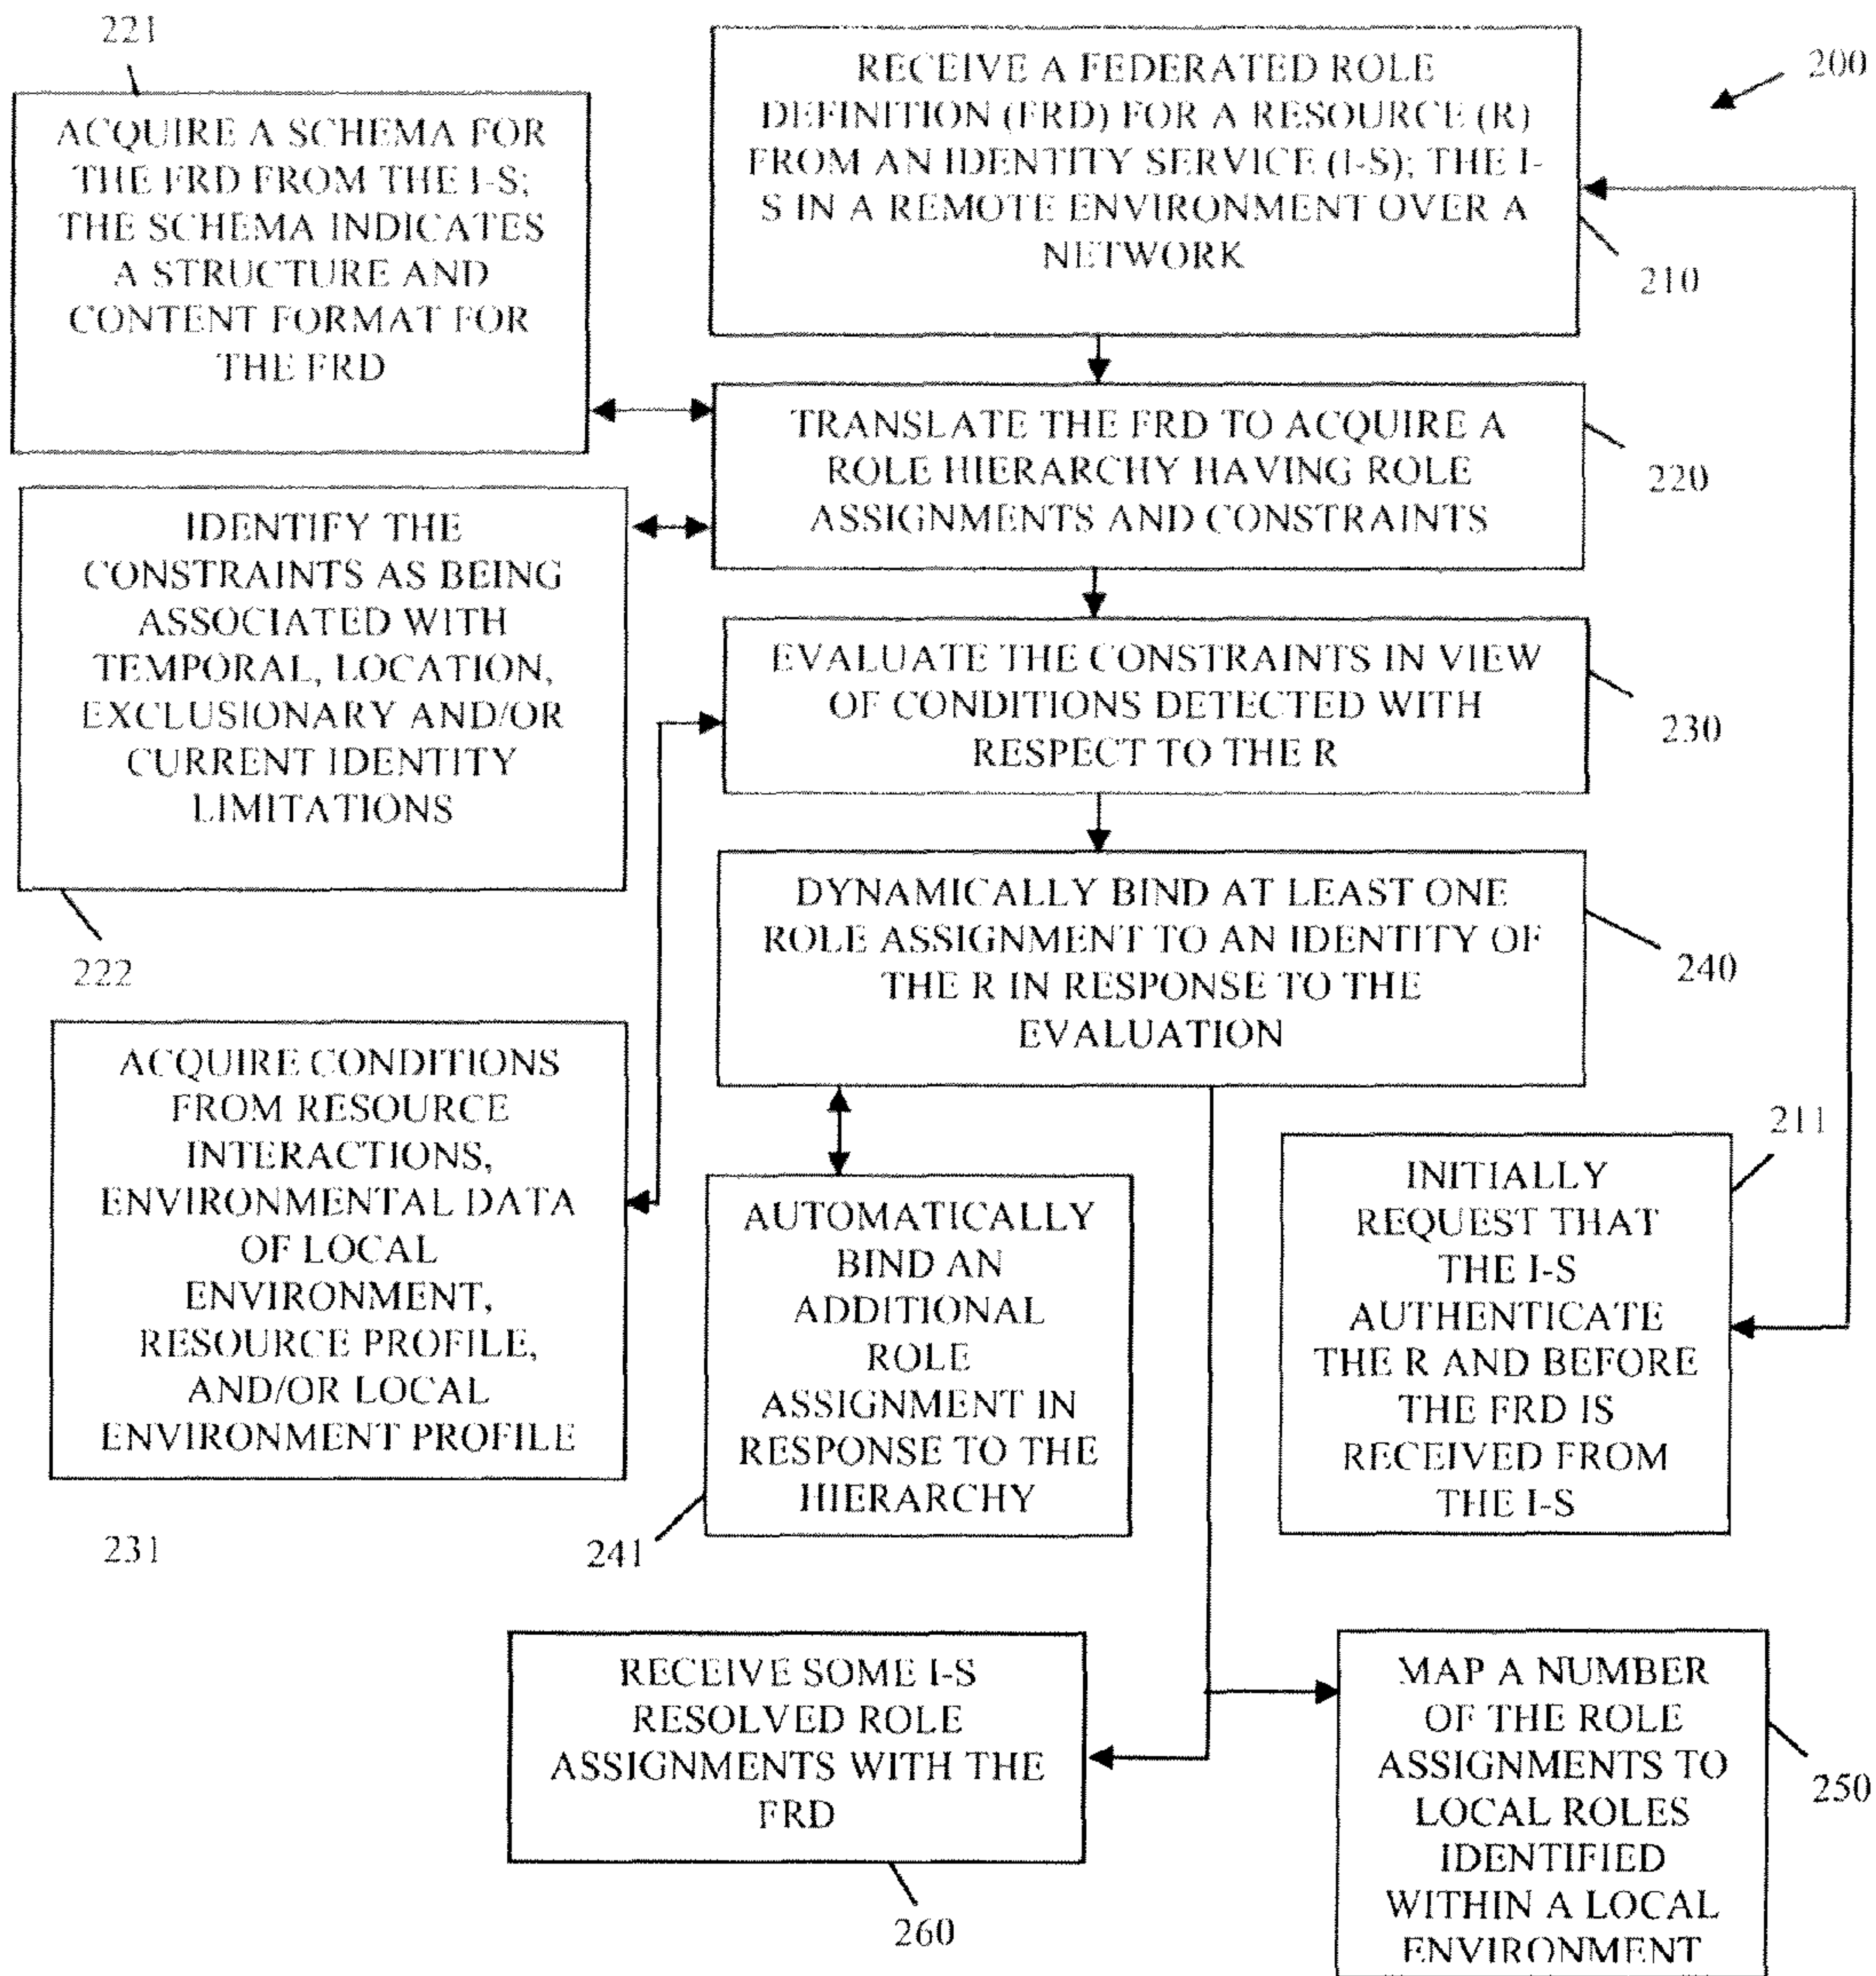 221
ACQUIRE A SCHEMA FOR
THE FRD FROM THE I-S;
THE SCHEMA INDICATES
A STRUCTURE AND
CONTENT FORMAT FOR
THE FRD
RECEIVE A FEDERATED ROLE
DEFINITION (FRD) FOR A RESOURCE (R)
FROM AN IDENTITY SERVICE (I-S); THE I-
S IN A REMOTE ENVIRONMENT OVER A
NETWORK
200
210
TRANSLATE THE FRD TO ACQUIRE A
ROLE HIERARCHY HAVING ROLE
ASSIGNMENTS AND CONSTRAINTS
220
IDENTIFY THE
CONSTRAINTS AS BEING
ASSOCIATED WITH
TEMPORAL, LOCATION,
EXCLUSIONARY AND/OR
CURRENT IDENTITY
LIMITATIONS
222
EVALUATE THE CONSTRAINTS IN VIEW
OF CONDITIONS DETECTED WITH
RESPECT TO THE R
230
DYNAMICALLY BIND AT LEAST ONE
ROLE ASSIGNMENT TO AN IDENTITY OF
THE R IN RESPONSE TO THE
EVALUATION
240
ACQUIRE CONDITIONS
FROM RESOURCE
INTERACTIONS,
ENVIRONMENTAL DATA
OF LOCAL
ENVIRONMENT,
RESOURCE PROFILE,
AND/OR LOCAL
ENVIRONMENT PROFILE
231
AUTOMATICALLY
BIND AN
ADDITIONAL
ROLE
ASSIGNMENT IN
RESPONSE TO THE
HIERARCHY
241
211
INITIALLY
REQUEST THAT
THE I-S
AUTHENTICATE
THE R AND BEFORE
THE FRD IS
RECEIVED FROM
THE I-S
RECEIVE SOME I-S
RESOLVED ROLE
ASSIGNMENTS WITH THE
FRD
260
MAP A NUMBER
OF THE ROLE
ASSIGNMENTS TO
LOCAL ROLES
IDENTIFIED
WITHIN A LOCAL
ENVIRONMENT
250